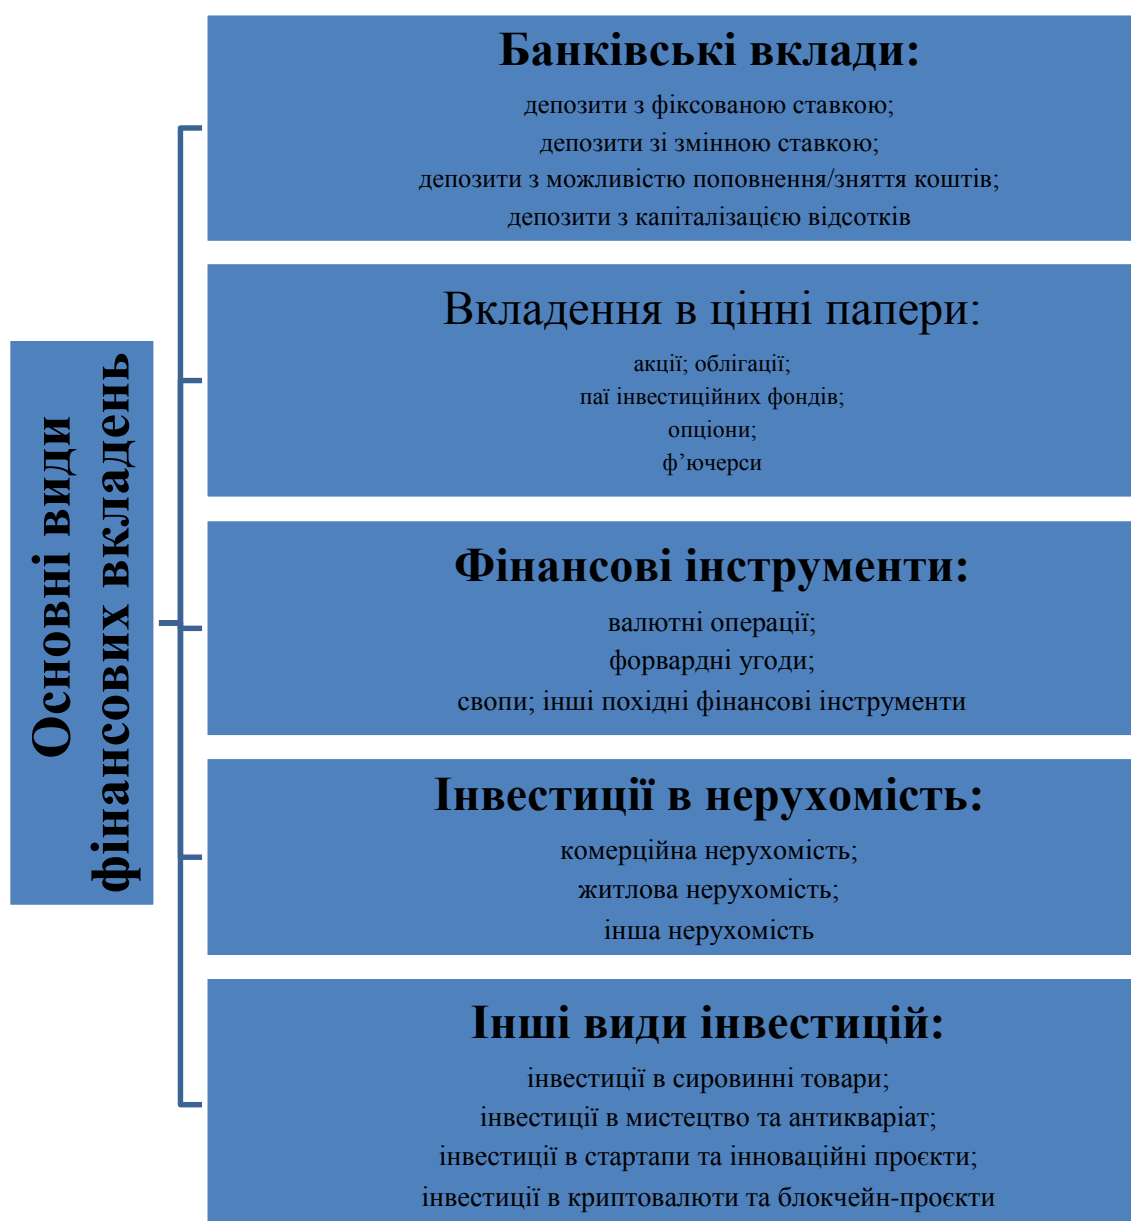 Основні види
фінансових вкладень
Банківські вклади:
депозити з фіксованою ставкою;
депозити зі змінною ставкою;
депозити з можливістю поповнення/зняття коштів;
депозити з капіталізацією відсотків
Вкладення в цінні папери:
акції; облігації;
паї інвестиційних фондів;
опціони;
ф’ючерси
Фінансові інструменти:
валютні операції;
форвардні угоди;
свопи; інші похідні фінансові інструменти
Інвестиції в нерухомість:
комерційна нерухомість;
житлова нерухомість;
інша нерухомість
Інші види інвестицій:
інвестиції в сировинні товари;
інвестиції в мистецтво та антикваріат;
інвестиції в стартапи та інноваційні проєкти;
інвестиції в криптовалюти та блокчейн-проєкти